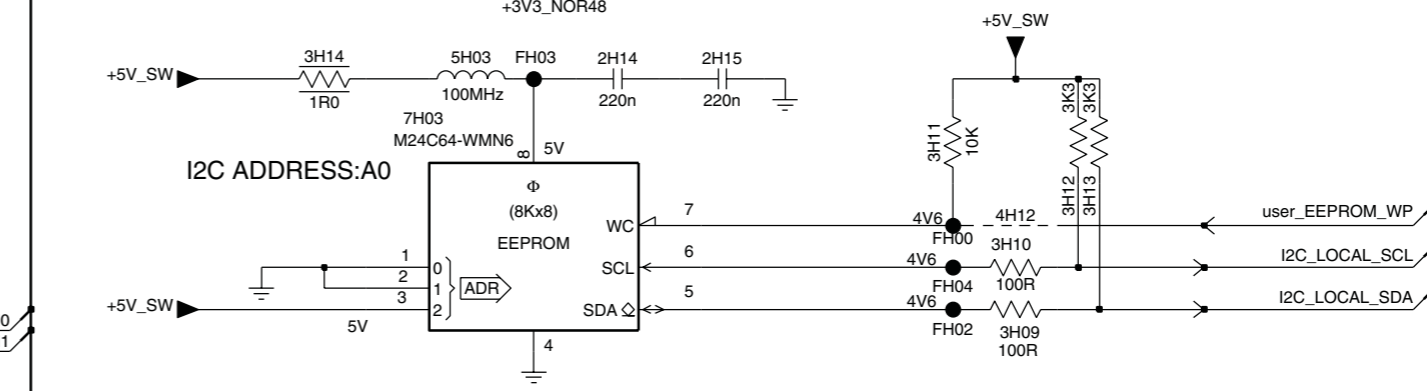 +3V3_NOR48
+5V_SW
+5V_SW
3H14
5H03
FH03
2H14
2H15
1R0
100MHz
220n
220n
7H03
M24C64-WMN6
8
5V
I2C ADDRESS:A0
Φ
(8Kx8)
EEPROM
3H11
10K
3K3
3K3
3H12
3H13
WC
7
4V6
FH00
4H12
user_EEPROM_WP
SCL
6
4V6
FH04
3H10
100R
I2C_LOCAL_SCL
SDA
5
4V6
FH02
3H09
100R
I2C_LOCAL_SDA
1
2
3
0
1
2
ADR
+5V_SW
5V
4
0
1